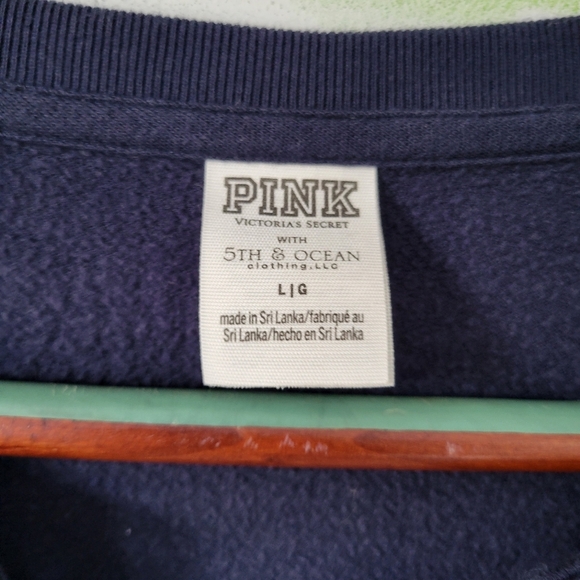 PINK
VICTORIA'S SECRET
WITH
5TH & OCEAN
clothing,LLC
L|G
made in Sri Lanka/fabriqué au
Sri Lanka/hecho en Sri Lanka